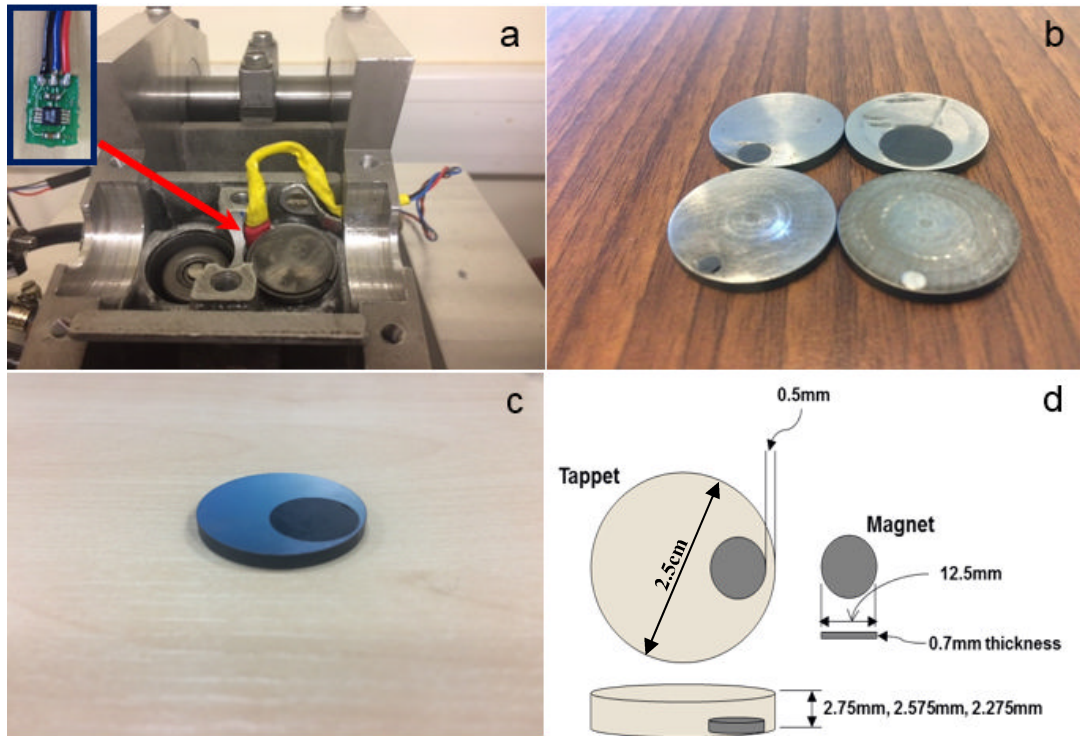 a
b
c
d
0.5mm
Tappet
2.5cm
Magnet
12.5mm
0.7mm thickness
2.75mm, 2.575mm, 2.275mm